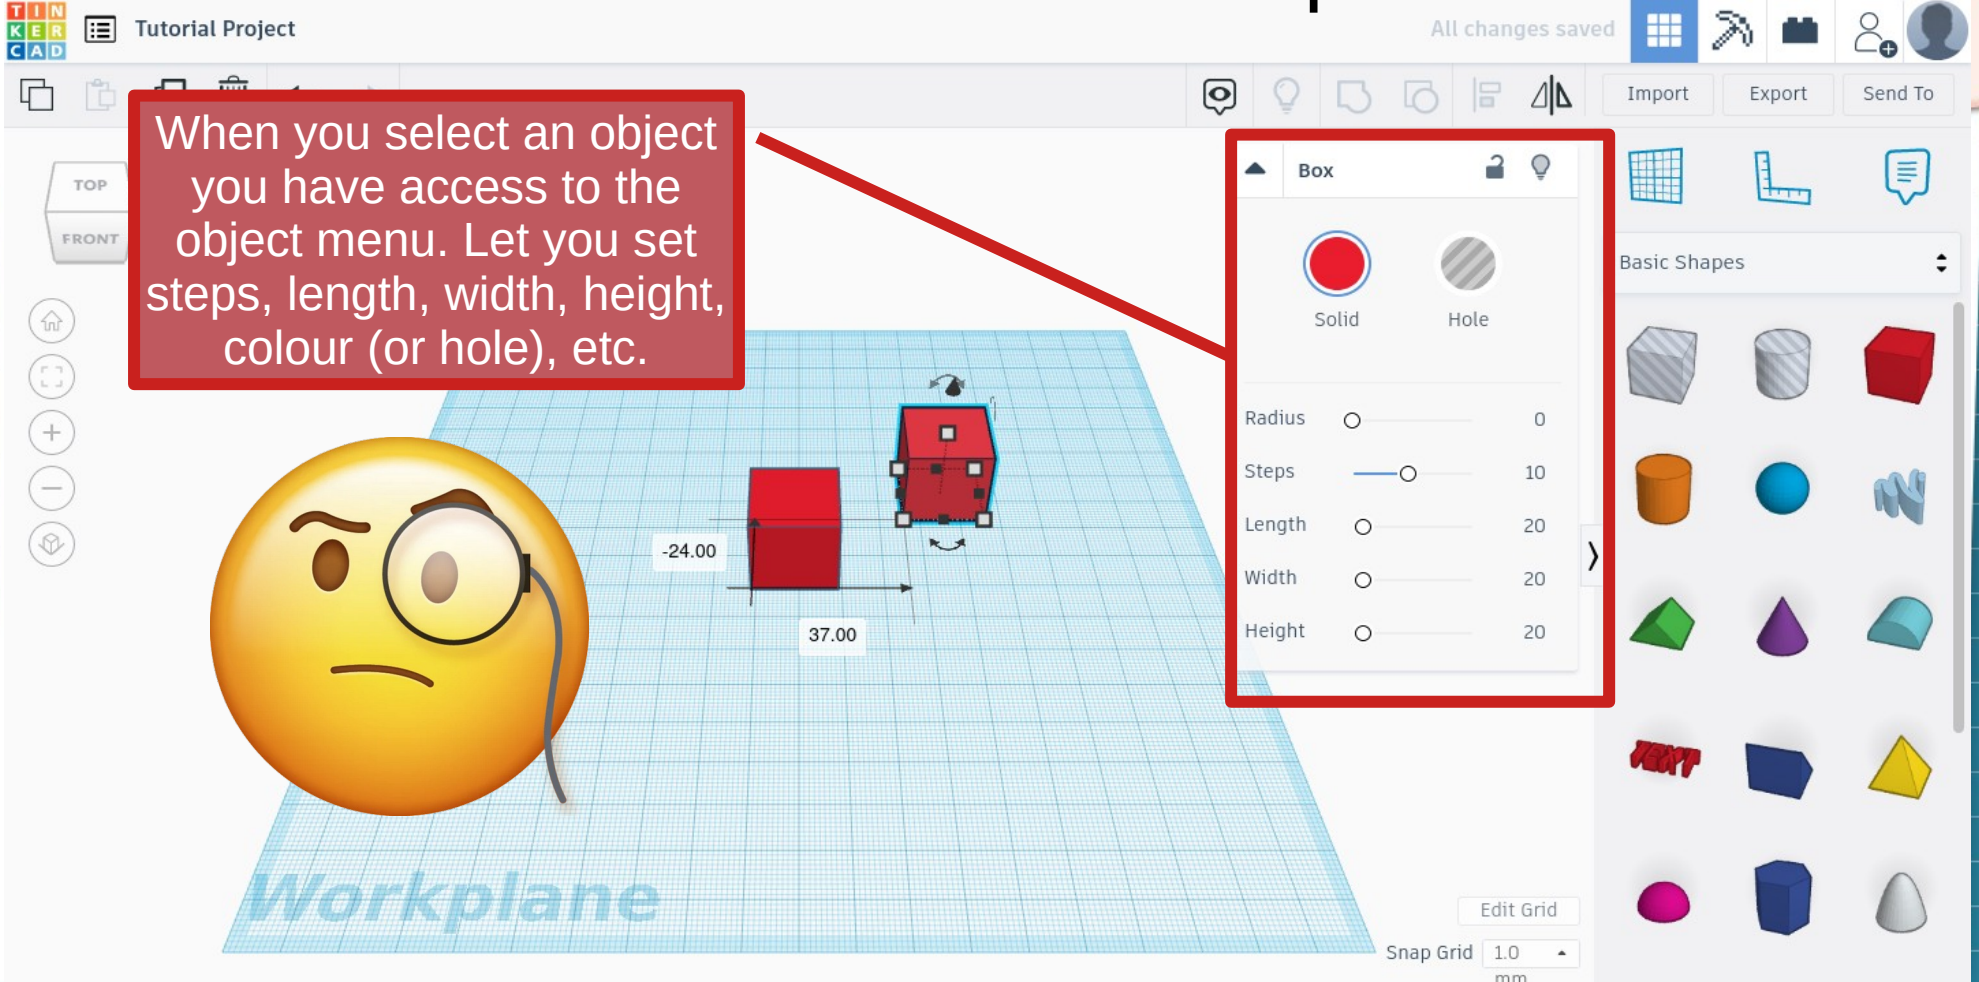 TIN
KER
CAD
Tutorial Project
All changes saved
Import
Export
Send To
When you select an object
you have access to the
object menu. Let you set
steps, length, width, height,
colour (or hole), etc.
TOP
FRONT
Box
Solid
Hole
Radius 0
Steps 10
Length 20
Width 20
Height 20
Basic Shapes
TEXT
-24.00
37.00
Workplane
Edit Grid
Snap Grid 1.0
mm